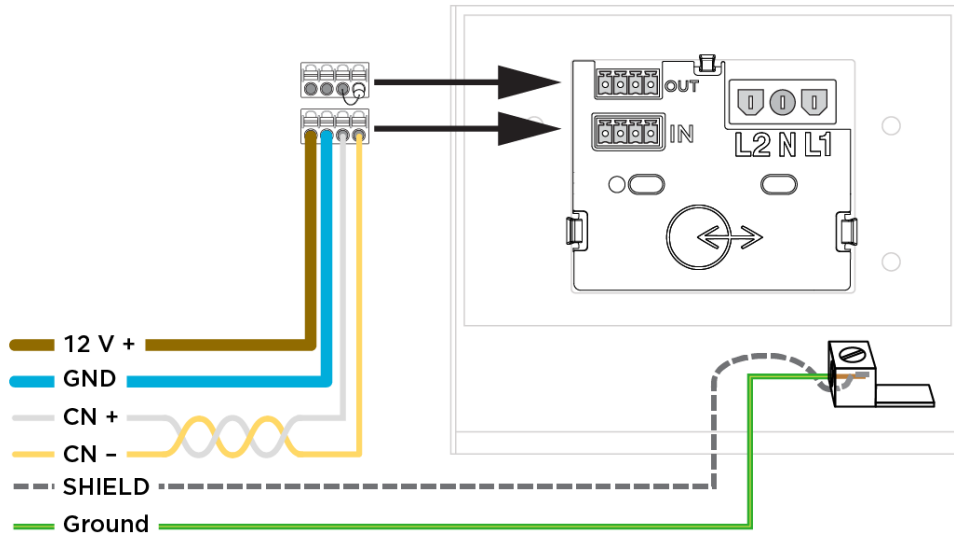 OUT
IN
L2 N L1
12 V +
GND
CN +
CN –
SHIELD
Ground